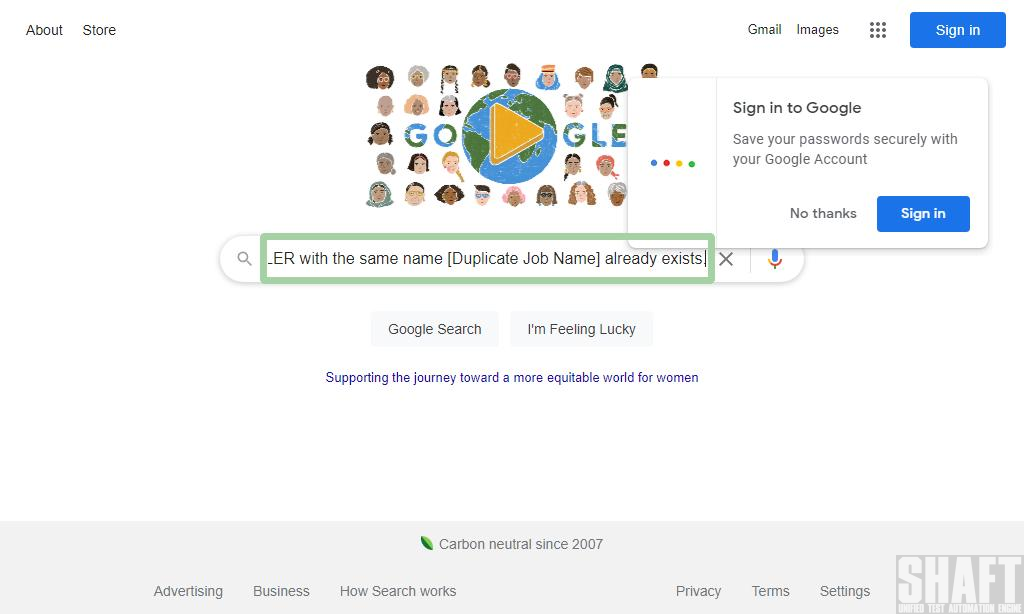 About Store
Gmail Images
Sign in
GOOGLE
Sign in to Google
Save your passwords securely with
your Google Account
No thanks
Sign in
LER with the same name [Duplicate Job Name] already exists.
Google Search
I'm Feeling Lucky
Supporting the journey toward a more equitable world for women
Carbon neutral since 2007
Advertising Business How Search works
Privacy Terms Settings
SHAFT
UNIFIED TEST AUTOMATION ENGINE